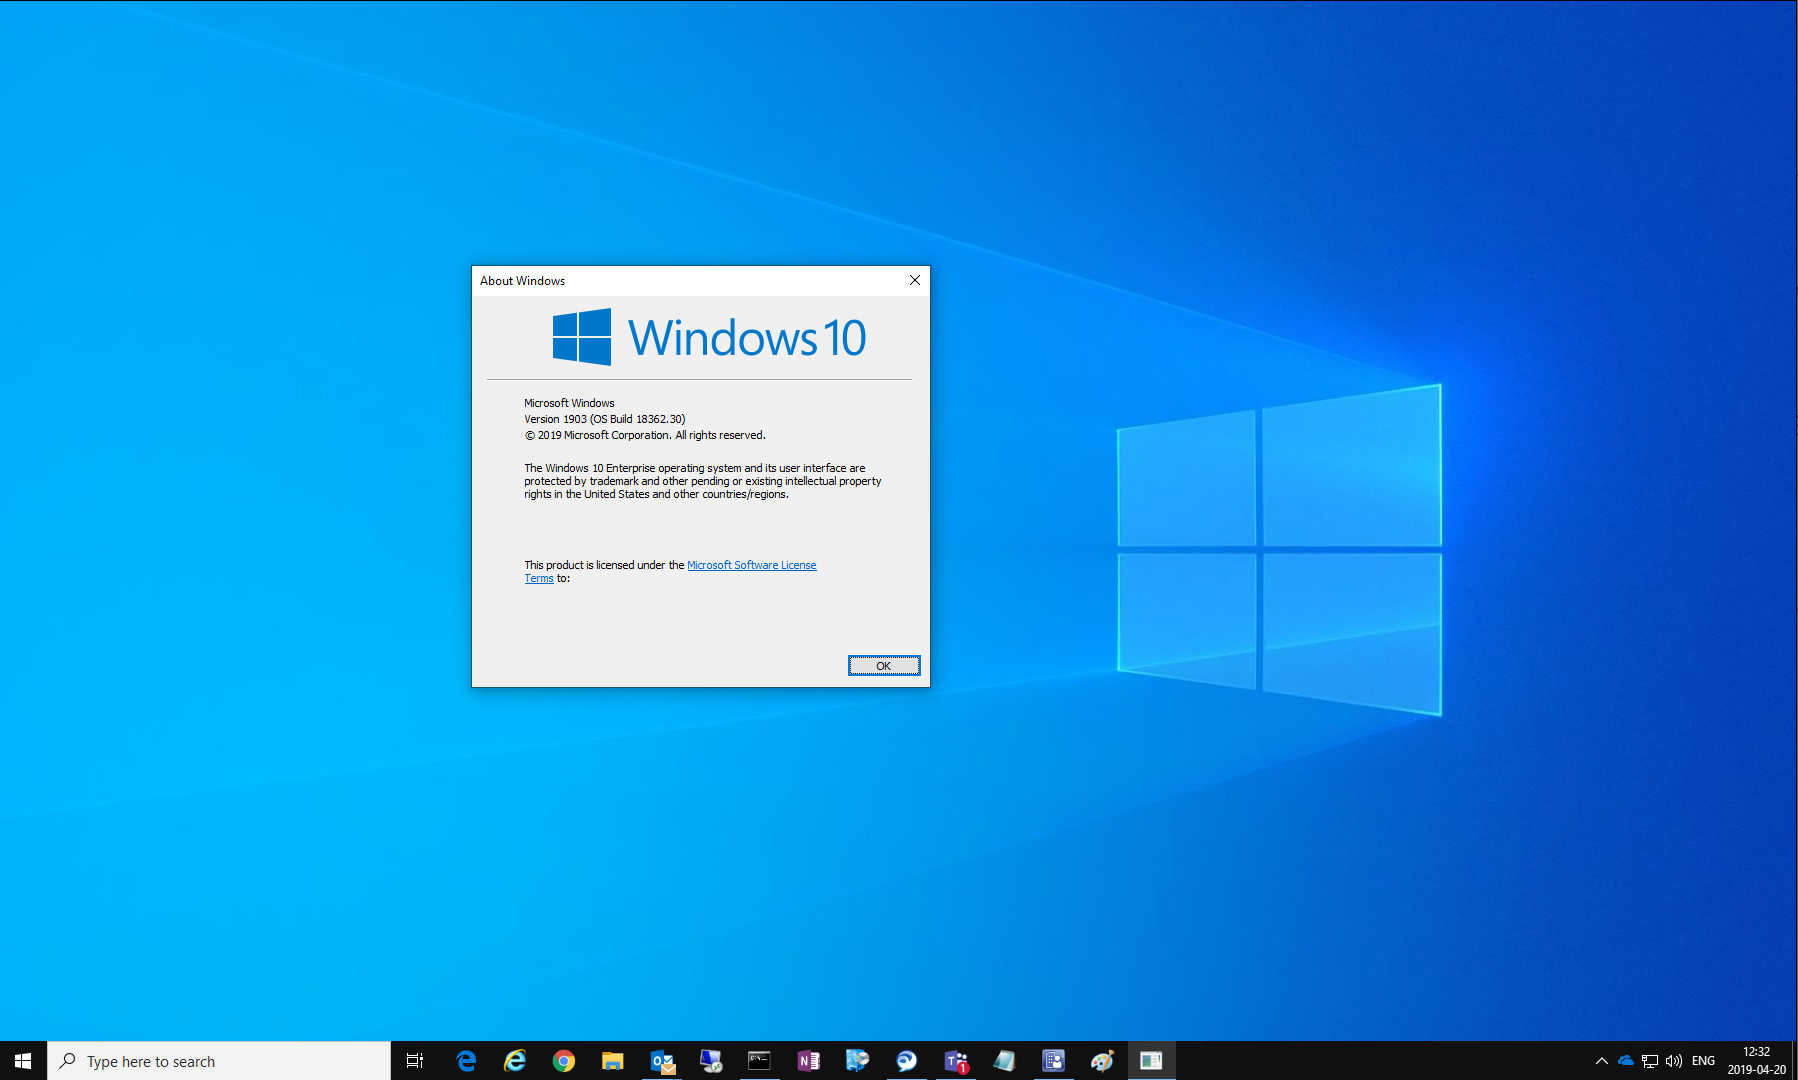 About Windows
Windows 10
Microsoft Windows
Version 1903 (OS Build 18362.30)
© 2019 Microsoft Corporation. All rights reserved.
The Windows 10 Enterprise operating system and its user interface are
protected by trademark and other pending or existing intellectual property
rights in the United States and other countries/regions.
This product is licensed under the Microsoft Software License
Terms to:
OK
Type here to search
1
ENG
12:32
2019-04-20